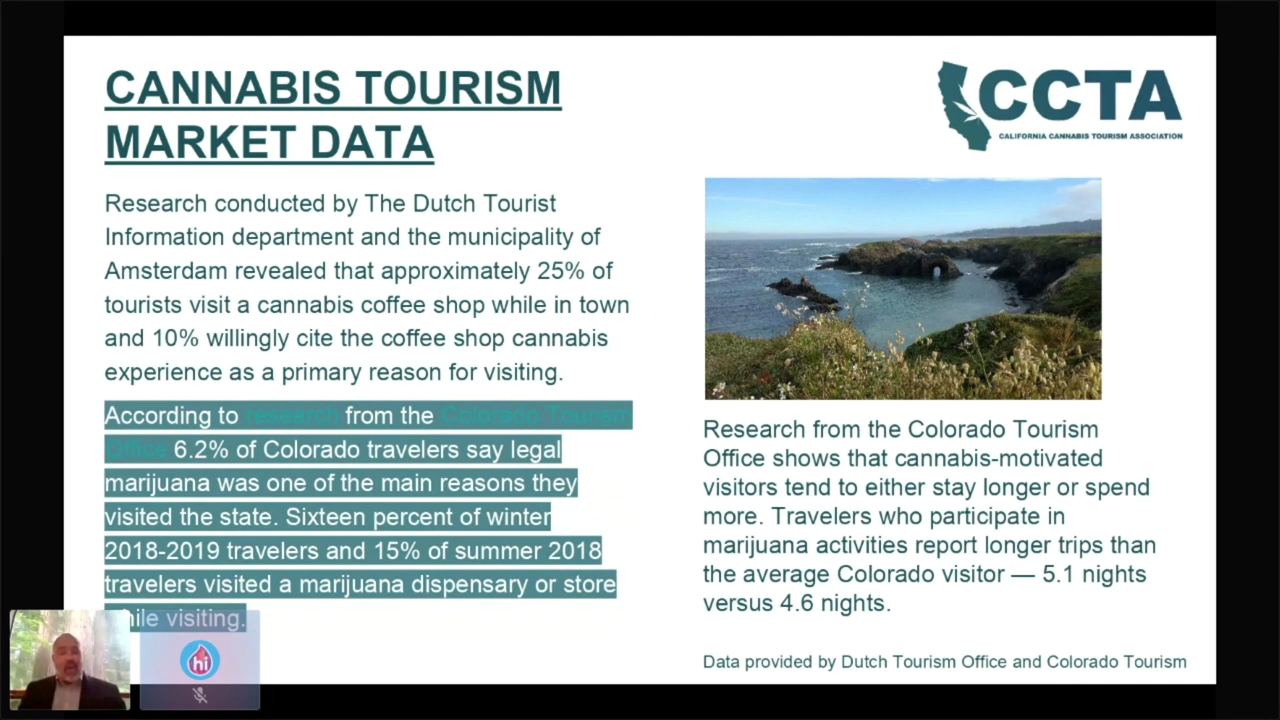 CANNABIS TOURISM
MARKET DATA
CCTA
CALIFORNIA CANNABIS TOURISM ASSOCIATION
Research conducted by The Dutch Tourist
Information department and the municipality of
Amsterdam revealed that approximately 25% of
tourists visit a cannabis coffee shop while in town
and 10% willingly cite the coffee shop cannabis
experience as a primary reason for visiting.
According to research from the Colorado Tourism
Office 6.2% of Colorado travelers say legal
marijuana was one of the main reasons they
visited the state. Sixteen percent of winter
2018-2019 travelers and 15% of summer 2018
travelers visited a marijuana dispensary or store
while visiting.
hi
Research from the Colorado Tourism
Office shows that cannabis-motivated
visitors tend to either stay longer or spend
more. Travelers who participate in
marijuana activities report longer trips than
the average Colorado visitor — 5.1 nights
versus 4.6 nights.
Data provided by Dutch Tourism Office and Colorado Tourism